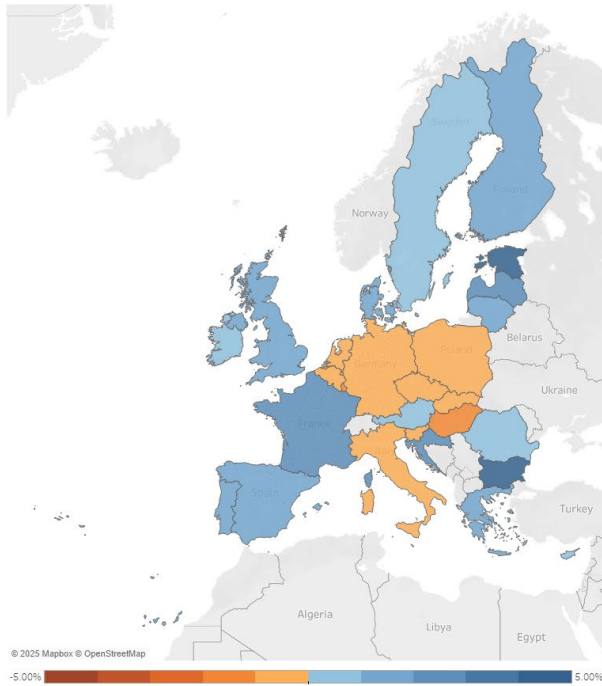 Sweden
Finland
Norway
Belarus
Poland
Germany
Ukraine
France
Spain
Turkey
Algeria
Libya
Egypt
© 2025 Mapbox © OpenStreetMap
-5.00% 5.00%